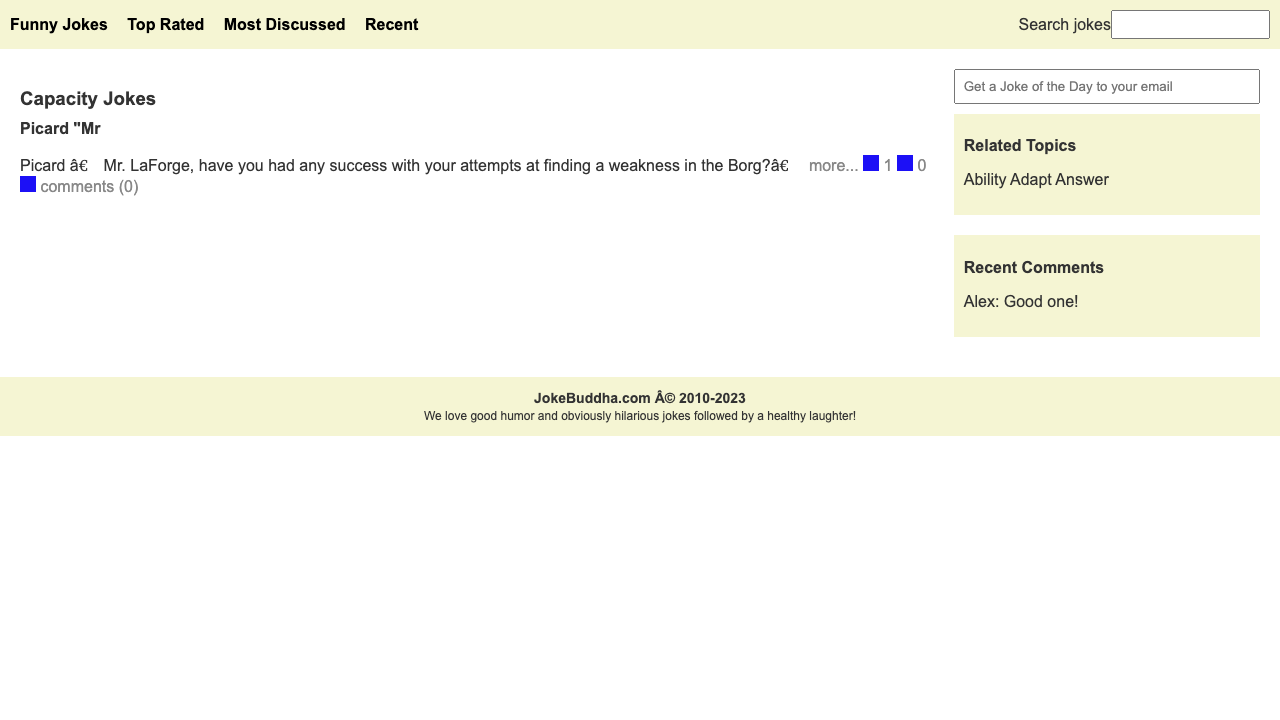 Funny Jokes Top Rated Most Discussed Recent Search jokes
Capacity Jokes
Picard "Mr
Picard â€ Mr. LaForge, have you had any success with your attempts at finding a weakness in the Borg?â€ more... 1 0
comments (0)
Get a Joke of the Day to your email
Related Topics
Ability Adapt Answer
Recent Comments
Alex: Good one!
JokeBuddha.com Â© 2010-2023
We love good humor and obviously hilarious jokes followed by a healthy laughter!